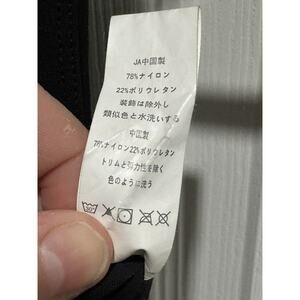 JA中国製
78%ナイロン
22%ポリウレタン
装飾は除外し
類似色と水洗いする
中国製
78%ナイロン22%ポリウレタン
トリムと弾力性を除く
色のように洗う
30°